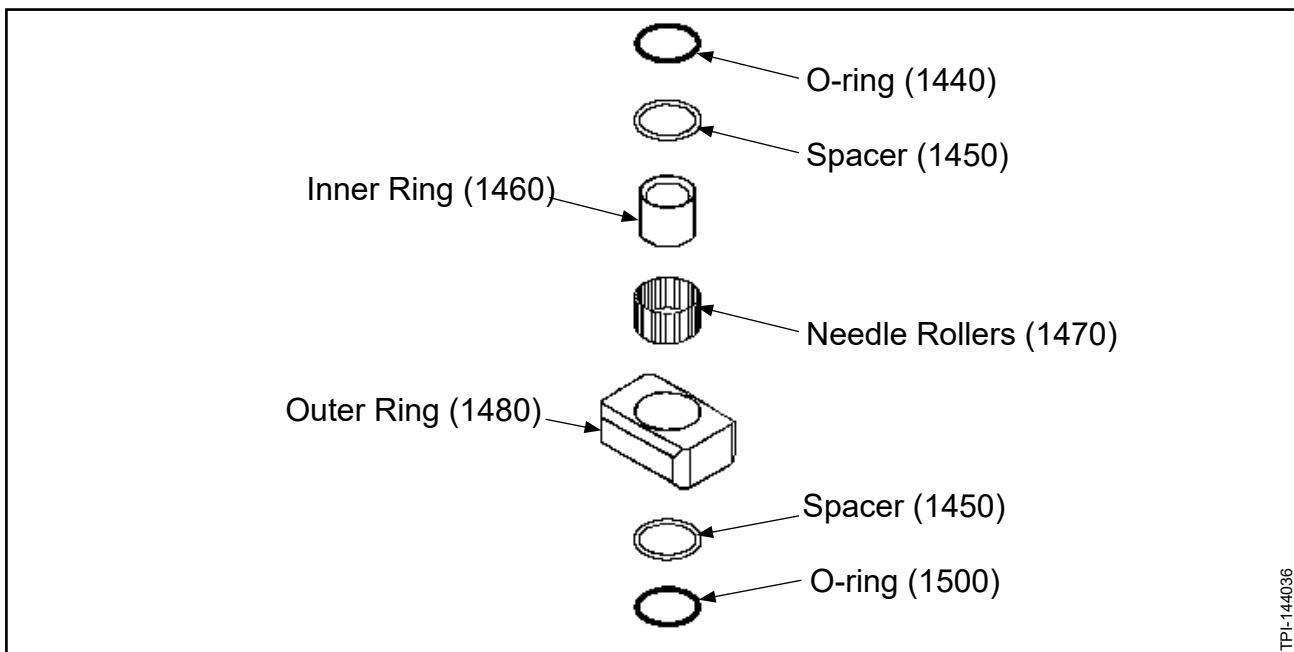 O-ring (1440)
Spacer (1450)
Inner Ring (1460)
Needle Rollers (1470)
Outer Ring (1480)
Spacer (1450)
O-ring (1500)
TPI-144036